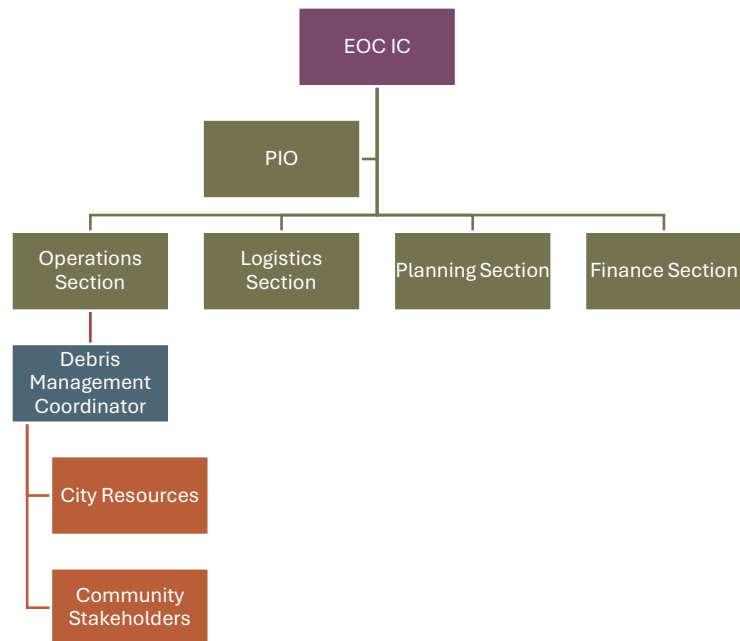 EOC IC
PIO
Operations
Section
Logistics
Section
Planning Section
Finance Section
Debris
Management
Coordinator
City Resources
Community
Stakeholders